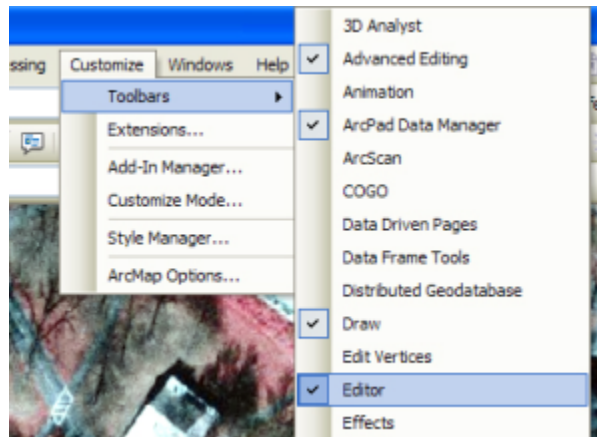 ssing Customize Windows Help
Toolbars
Extensions...
Add-In Manager...
Customize Mode...
Style Manager...
ArcMap Options...
3D Analyst
Advanced Editing
Animation
ArcPad Data Manager
ArcScan
COGO
Data Driven Pages
Data Frame Tools
Distributed Geodatabase
Draw
Edit Vertices
Editor
Effects